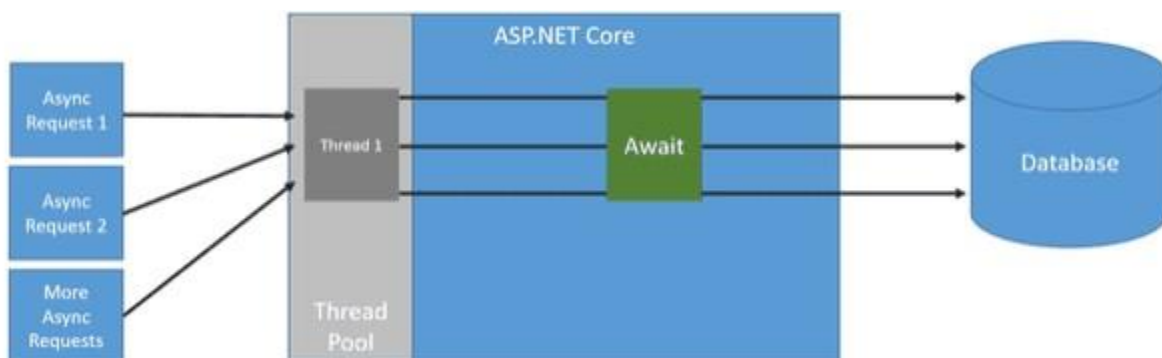 ASP.NET Core
Async
Request 1
Thread 1
Await
Database
Async
Request 2
More
Async
Requests
Thread
Pool